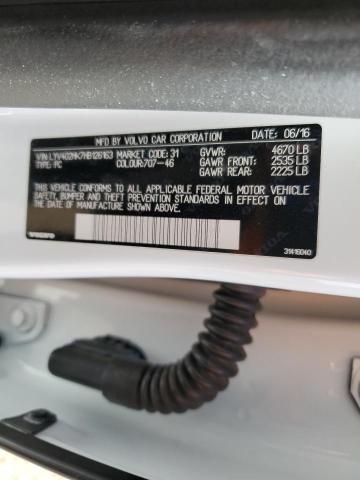 MFD BY VOLVO CAR CORPORATION DATE: 06/16
VIN: LYV402HK7HB126163 MARKET CODE: 31 GVWR: 4670 LB
TYPE: PC COLOUR: 707-46 GAWR FRONT: 2535 LB
GAWR REAR: 2225 LB
THIS VEHICLE CONFORMS TO ALL APPLICABLE FEDERAL MOTOR VEHICLE
SAFETY, BUMPER, AND THEFT PREVENTION STANDARDS IN EFFECT ON THE
DATE OF MANUFACTURE SHOWN ABOVE.
VOLVO 31416040